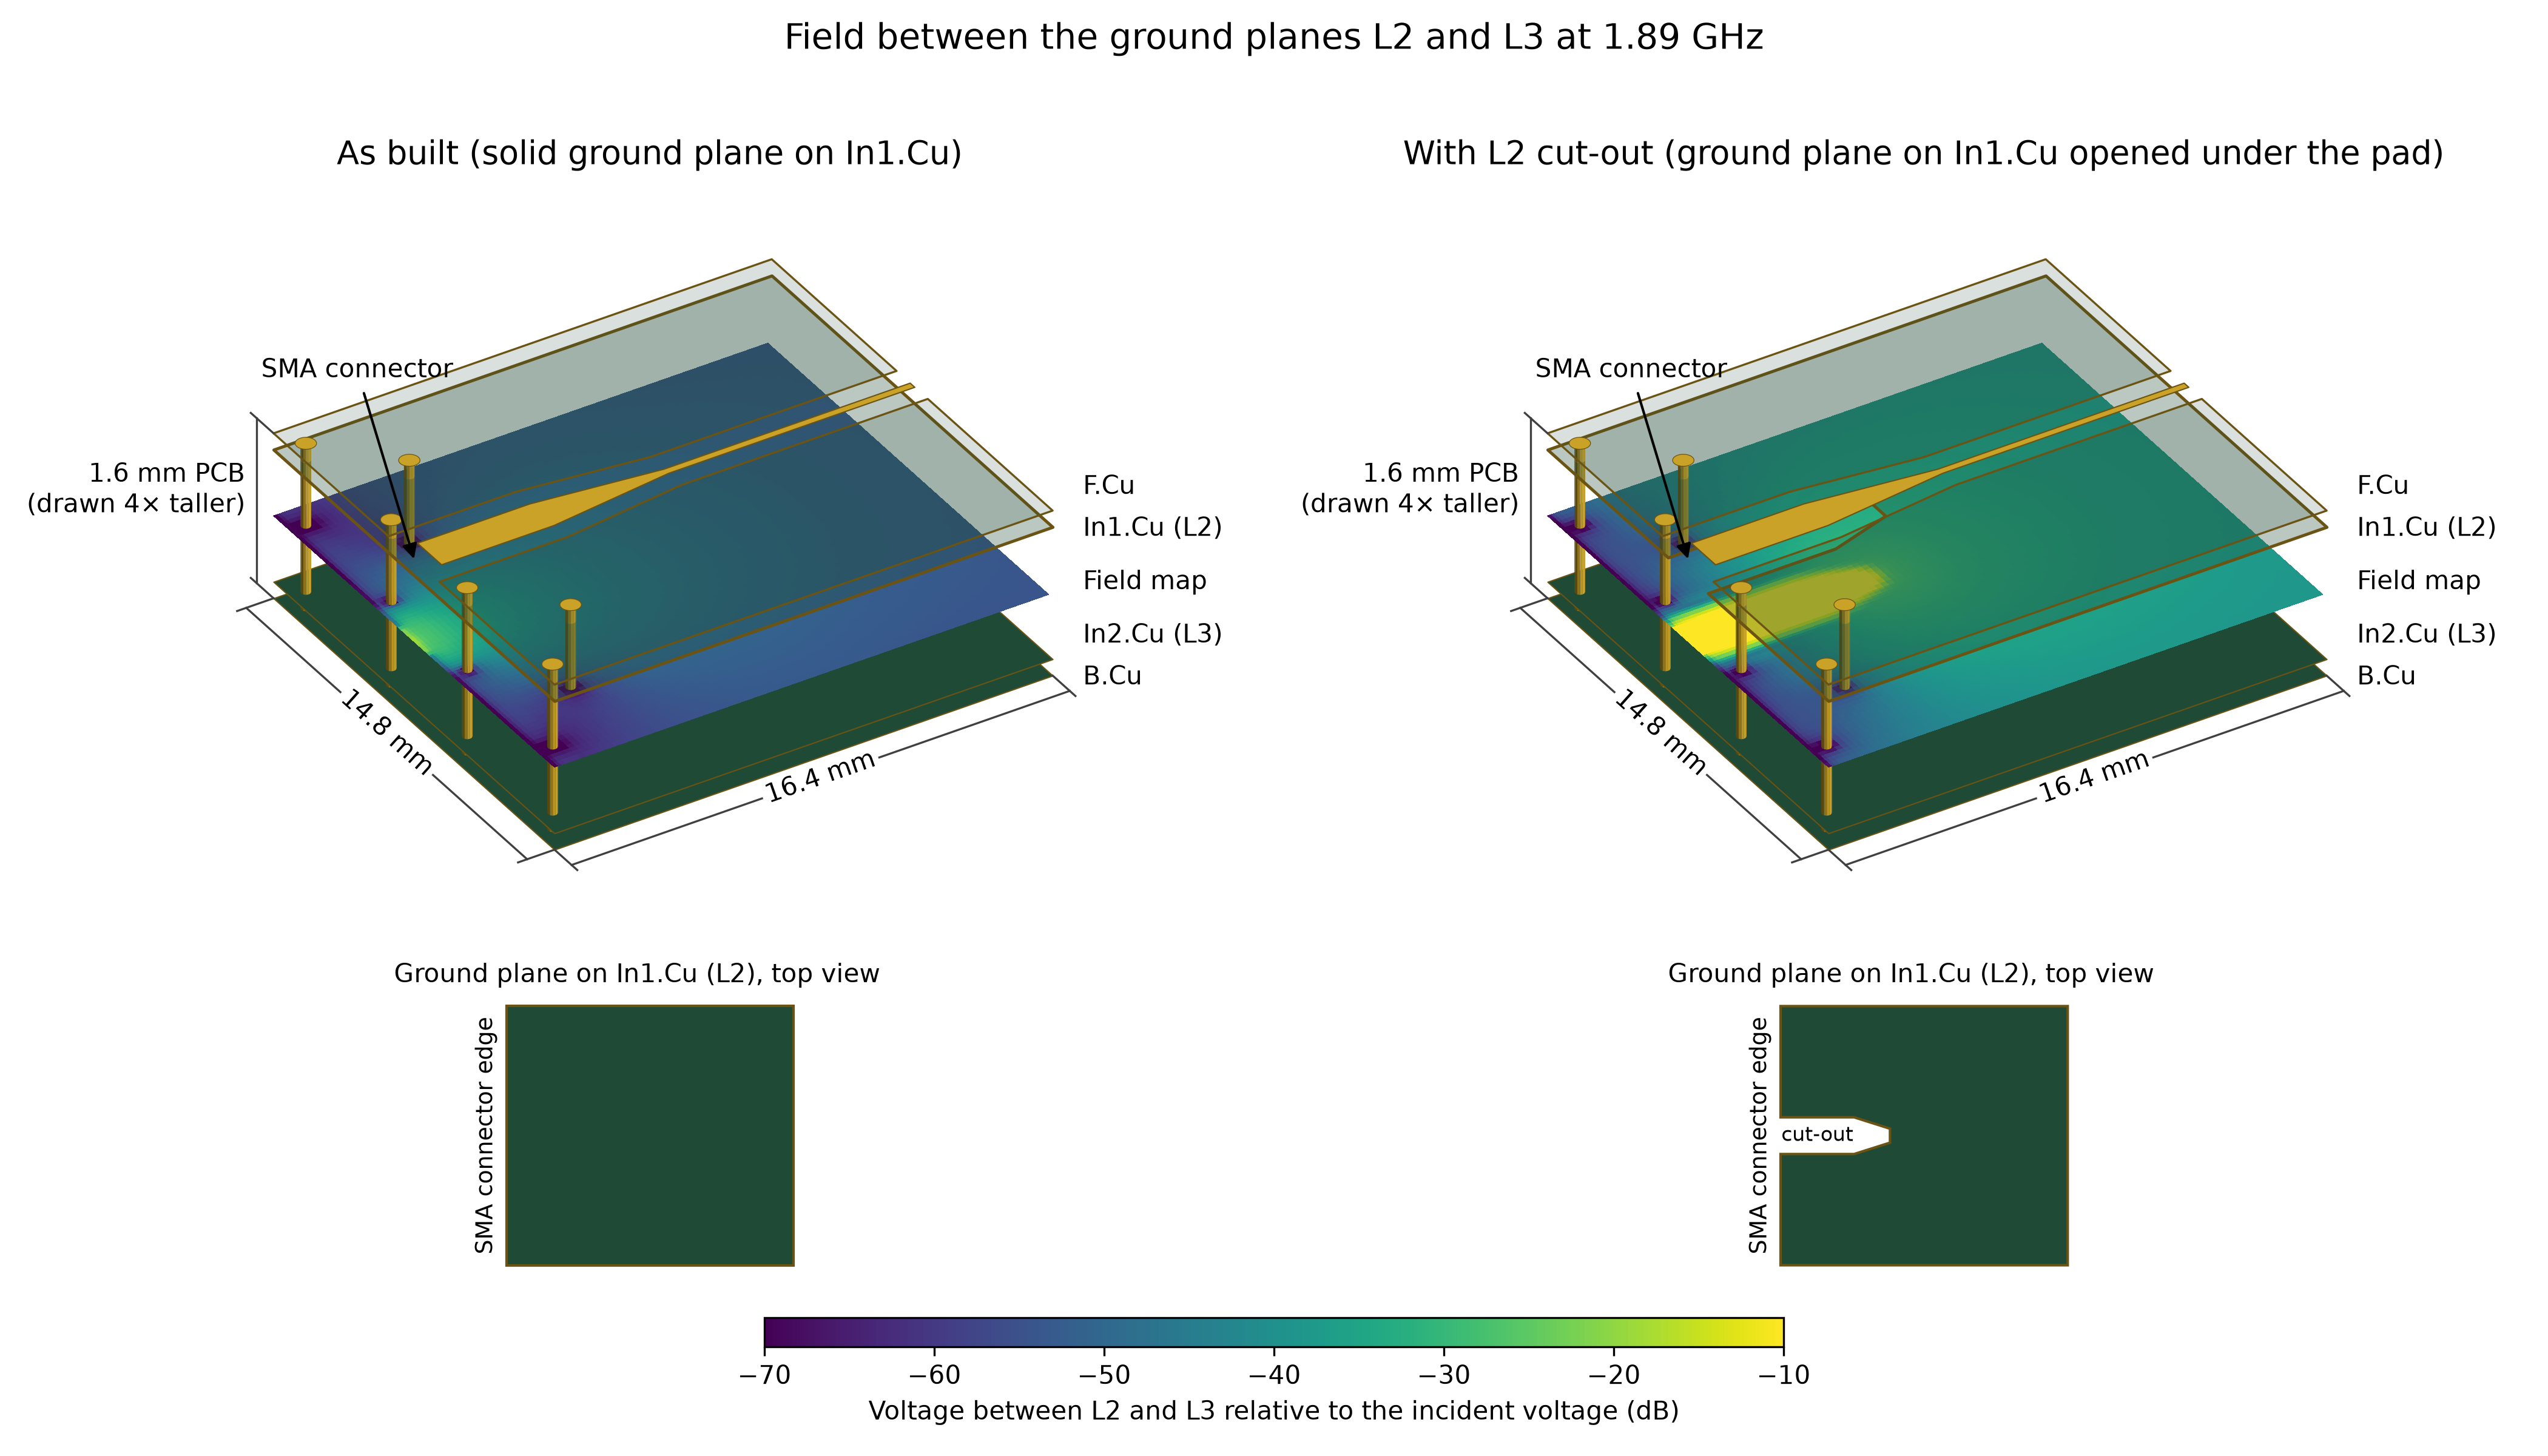 Field between the ground planes L2 and L3 at 1.89 GHz
As built (solid ground plane on In1.Cu)
SMA connector
1.6 mm PCB
(drawn 4× taller)
F.Cu
In1.Cu (L2)
Field map
In2.Cu (L3)
B.Cu
14.8 mm
16.4 mm
Ground plane on In1.Cu (L2), top view
SMA connector edge
With L2 cut-out (ground plane on In1.Cu opened under the pad)
SMA connector
1.6 mm PCB
(drawn 4× taller)
F.Cu
In1.Cu (L2)
Field map
In2.Cu (L3)
B.Cu
14.8 mm
16.4 mm
Ground plane on In1.Cu (L2), top view
SMA connector edge
cut-out
−70 −60 −50 −40 −30 −20 −10
Voltage between L2 and L3 relative to the incident voltage (dB)